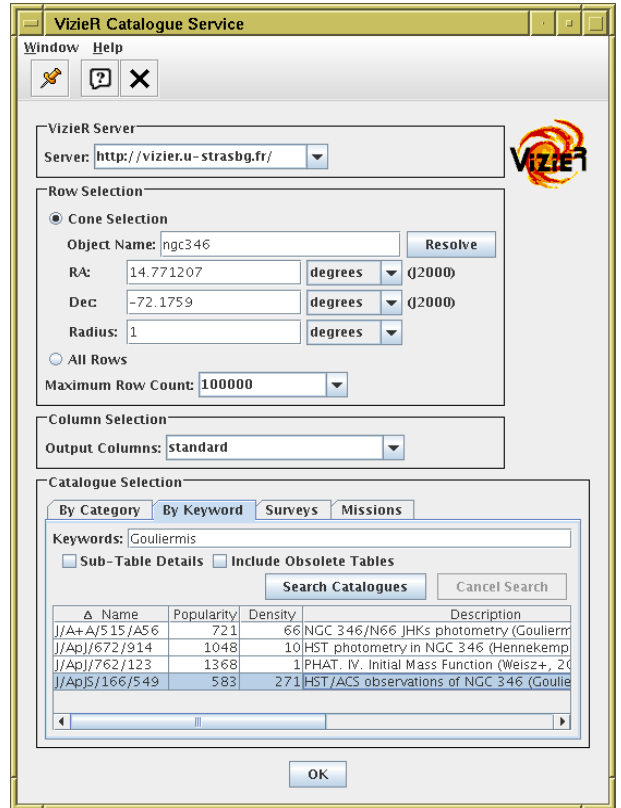 VizieR Catalogue Service
Window Help
VizieR Server
Server: http://vizier.u-strasbg.fr/
VizieR
Row Selection
Cone Selection
Object Name: ngc346 Resolve
RA: 14.771207 degrees (J2000)
Dec: -72.1759 degrees (J2000)
Radius: 1 degrees
All Rows
Maximum Row Count: 100000
Column Selection
Output Columns: standard
Catalogue Selection
By Category By Keyword Surveys Missions
Keywords: Gouliermis
Sub-Table Details Include Obsolete Tables
Search Catalogues Cancel Search
Name Popularity Density Description
J/A+A/515/A56 721 66 NGC 346/N66 JHKs photometry (Goulierm
J/ApJ/672/914 1048 10 HST photometry in NGC 346 (Hennekemp
J/ApJ/762/123 1368 1 PHAT. IV. Initial Mass Function (Weisz+, 20
J/ApJS/166/549 583 271 HST/ACS observations of NGC 346 (Goulie
OK